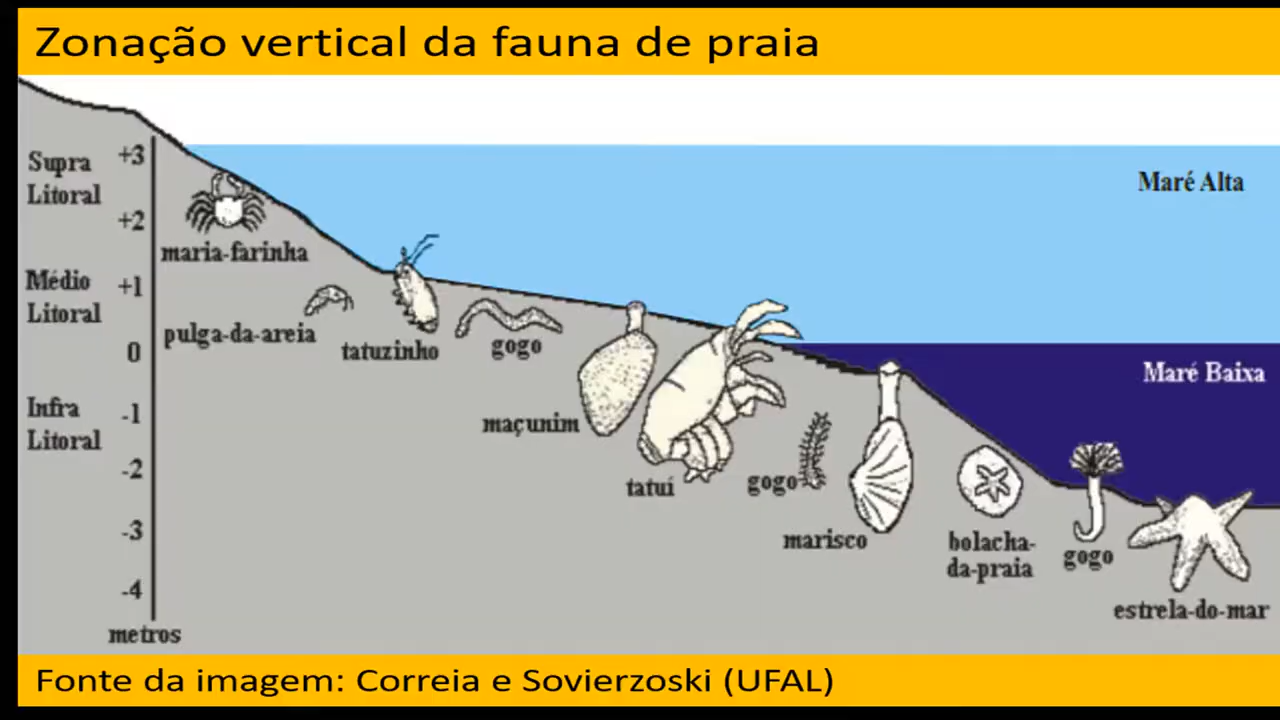 Zonação vertical da fauna de praia
Maré Alta
Supra
Litoral
+3
+2
maria-farinha
Médio
Litoral
+1
pulga-da-areia
tatuzinho
gogo
0
Maré Baixa
Infra
Litoral
-1
maçunim
-2
tatuí
gogo
-3
marisco
bolacha-
da-praia
gogo
-4
estrela-do-mar
metros
Fonte da imagem: Correia e Sovierzoski (UFAL)